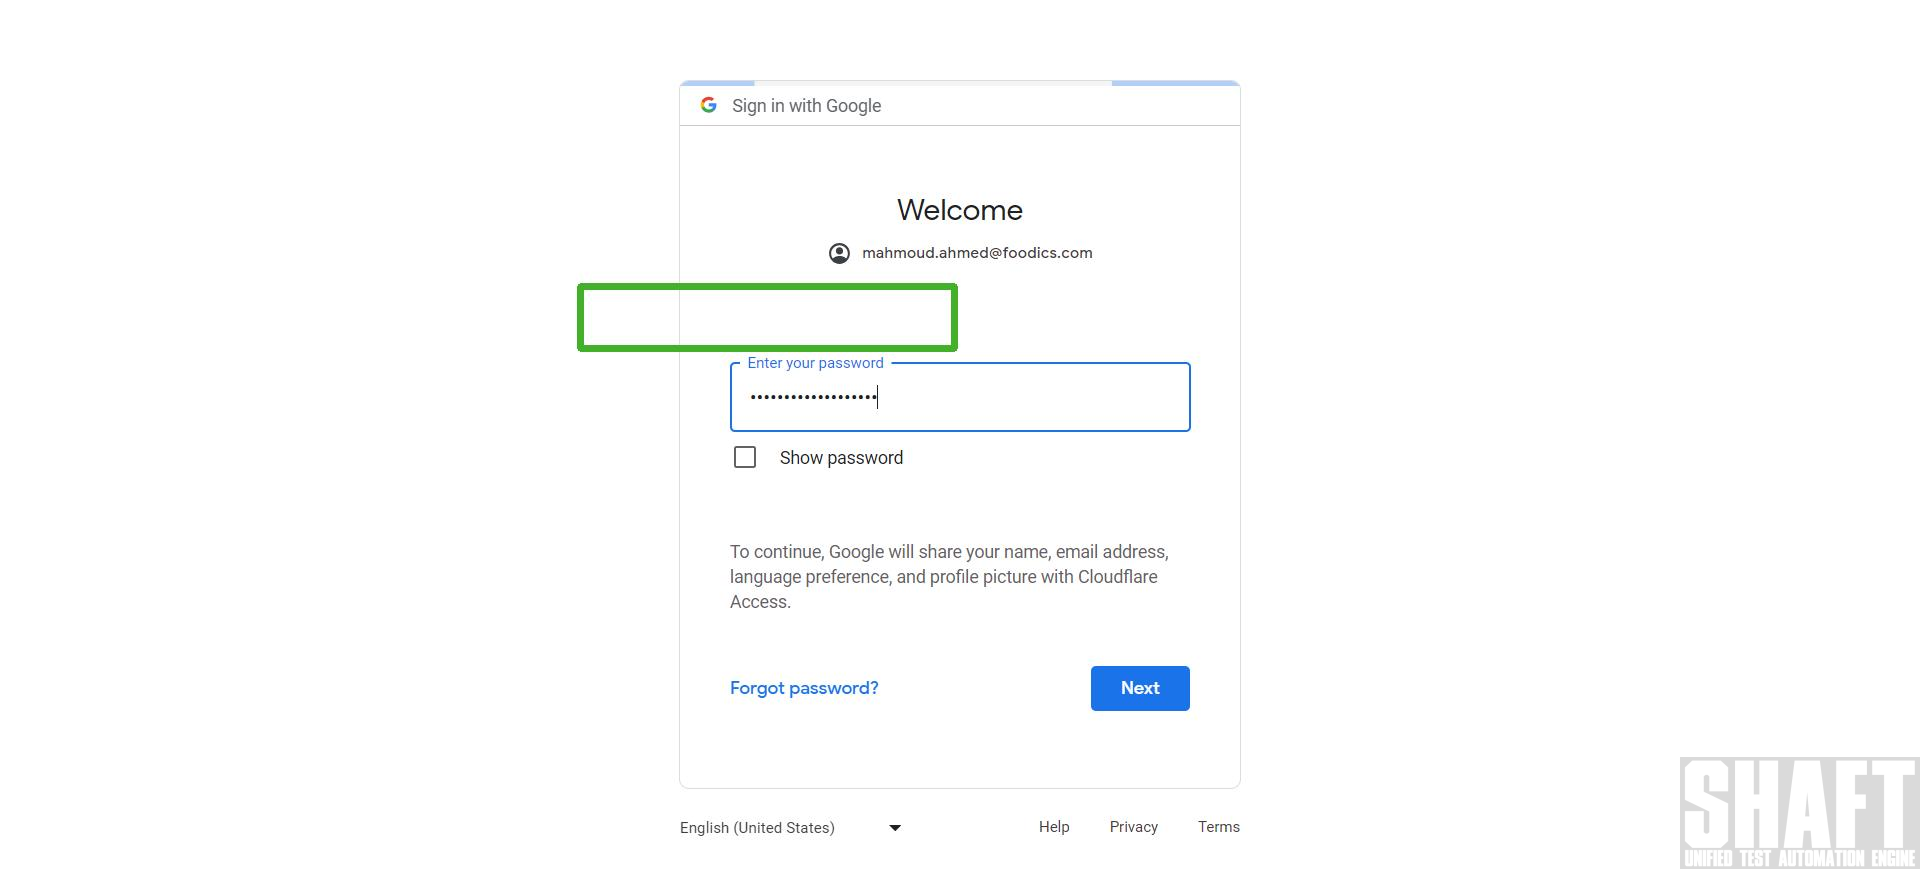 Sign in with Google
Welcome
mahmoud.ahmed@foodics.com
Enter your password
•••••••••••••••••••
Show password
To continue, Google will share your name, email address,
language preference, and profile picture with Cloudflare
Access.
Forgot password?
Next
English (United States)
Help
Privacy
Terms
SHAFT
UNIFIED TEST AUTOMATION ENGINE